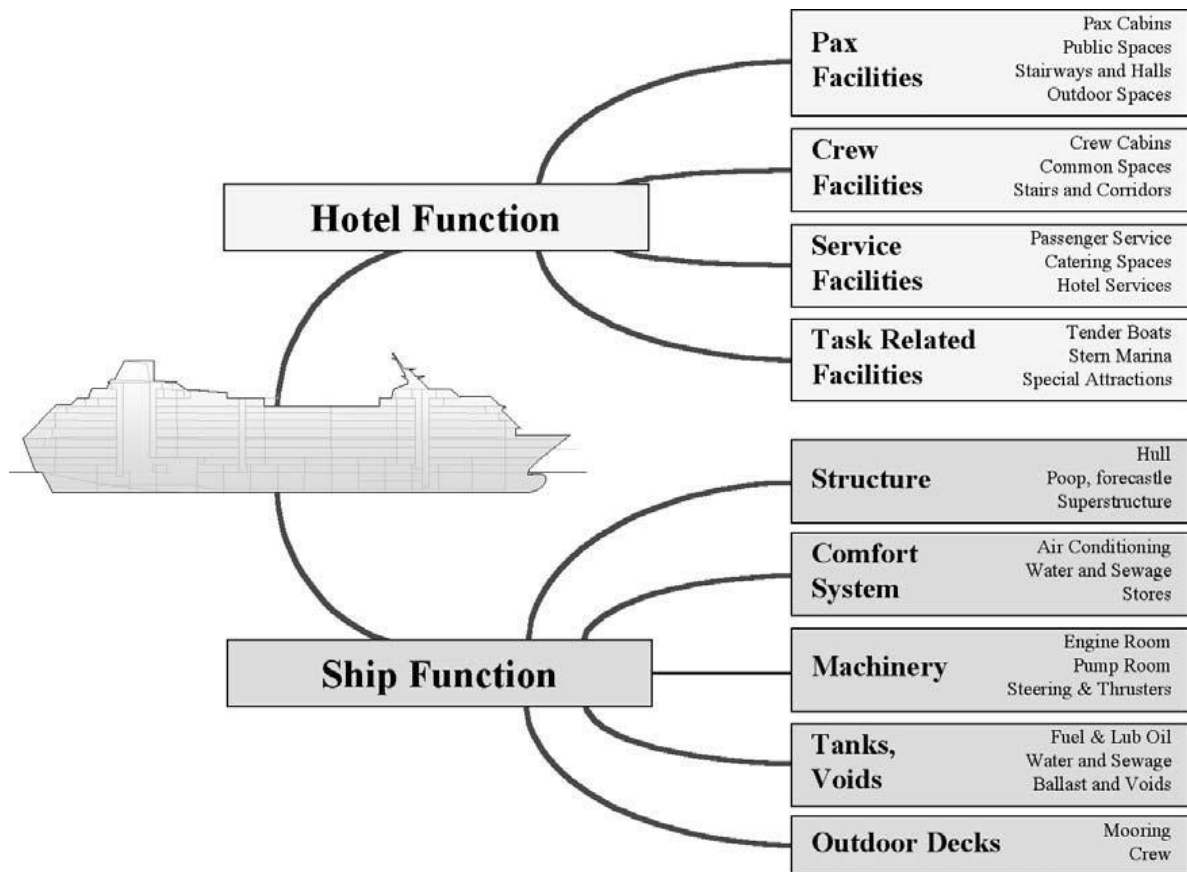 Hotel Function
Pax
Facilities
Pax Cabins
Public Spaces
Stairways and Halls
Outdoor Spaces
Crew
Facilities
Crew Cabins
Common Spaces
Stairs and Corridors
Service
Facilities
Passenger Service
Catering Spaces
Hotel Services
Task Related
Facilities
Tender Boats
Stern Marina
Special Attractions
Ship Function
Structure
Hull
Poop, forecastle
Superstructure
Comfort
System
Air Conditioning
Water and Sewage
Stores
Machinery
Engine Room
Pump Room
Steering & Thrusters
Tanks,
Voids
Fuel & Lub Oil
Water and Sewage
Ballast and Voids
Outdoor Decks
Mooring
Crew